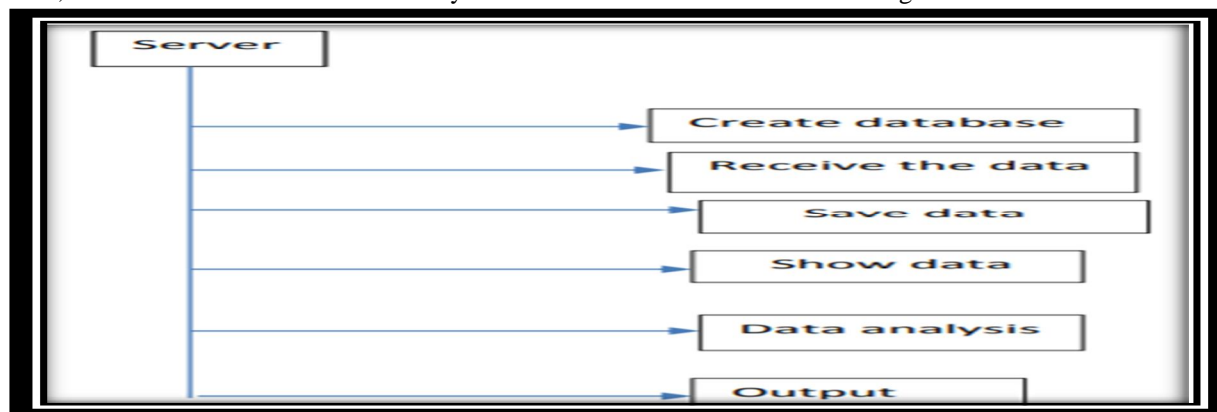 Server
Create database
Receive the data
Save data
Show data
Data analysis
Output